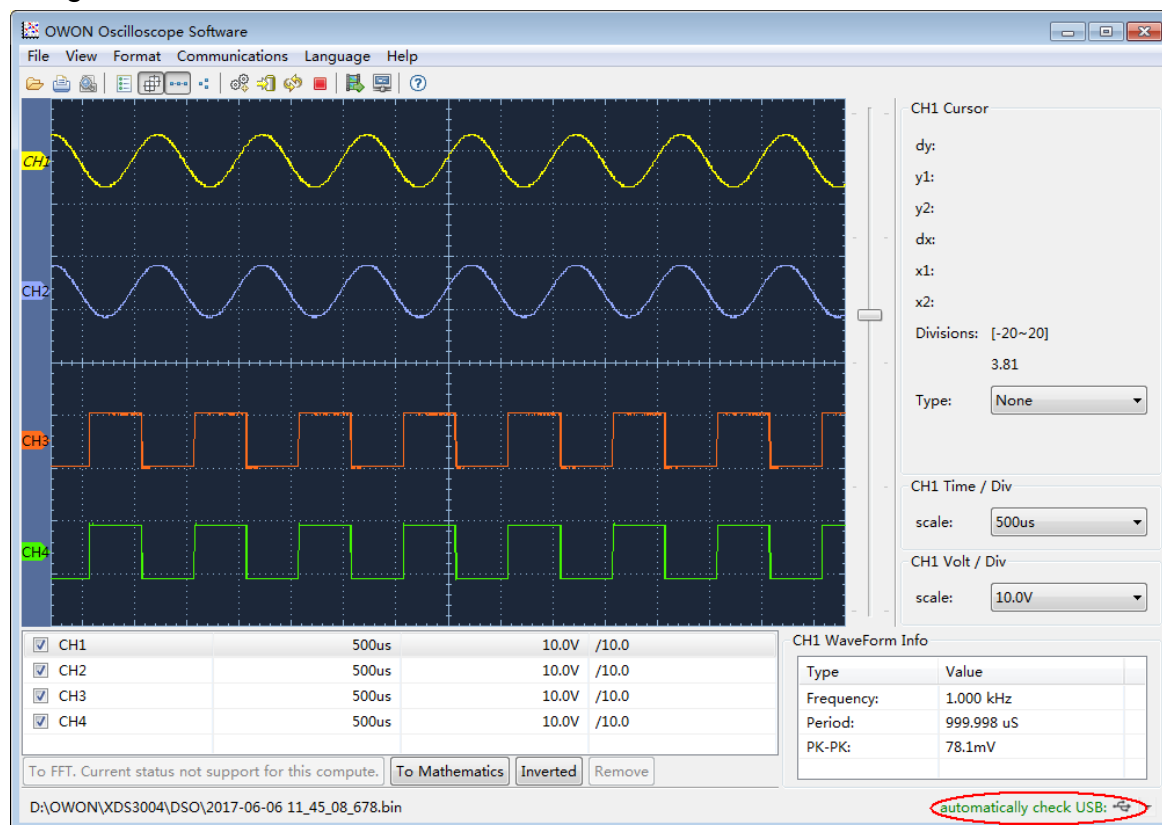 OWON Oscilloscope Software
File View Format Communications Language Help
CH1 Cursor
dy:
y1:
y2:
dx:
x1:
x2:
Divisions: [-20~20]
3.81
Type: None
CH1
CH2
CH3
CH4
CH1 Time / Div
scale: 500us
CH1 Volt / Div
scale: 10.0V
CH1 500us 10.0V /10.0
CH2 500us 10.0V /10.0
CH3 500us 10.0V /10.0
CH4 500us 10.0V /10.0
To FFT. Current status not support for this compute. To Mathematics Inverted Remove
CH1 WaveForm Info
Type Value
Frequency: 1.000 kHz
Period: 999.998 uS
PK-PK: 78.1mV
D:\OWON\XDS3004\DSO\2017-06-06 11_45_08_678.bin
automatically check USB: